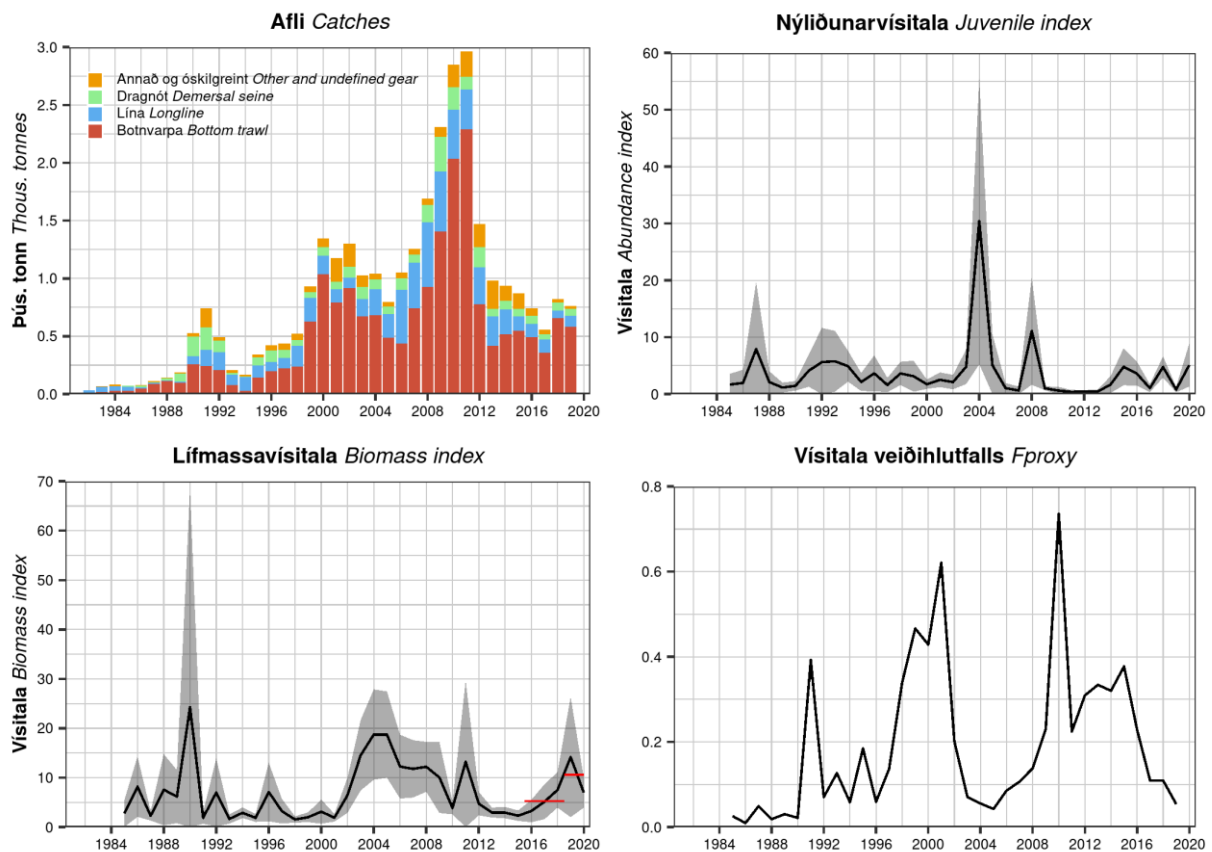 Afli Catches
Þús. tonn Thous. tonnes
3.0
2.5
2.0
1.5
1.0
0.5
0.0
Annað og óskilgreint Other and undefined gear
Dragnót Demersal seine
Lína Longline
Botnvarpa Bottom trawl
1984 1988 1992 1996 2000 2004 2008 2012 2016 2020
Nýliðunarvísitala Juvenile index
Vísitala Abundance index
60
50
40
30
20
10
0
1984 1988 1992 1996 2000 2004 2008 2012 2016 2020
Lífmassavísitala Biomass index
Vísitala Biomass index
70
60
50
40
30
20
10
0
1984 1988 1992 1996 2000 2004 2008 2012 2016 2020
Vísitala veiðihlutfalls Fproxy
0.8
0.6
0.4
0.2
0.0
1984 1988 1992 1996 2000 2004 2008 2012 2016 2020